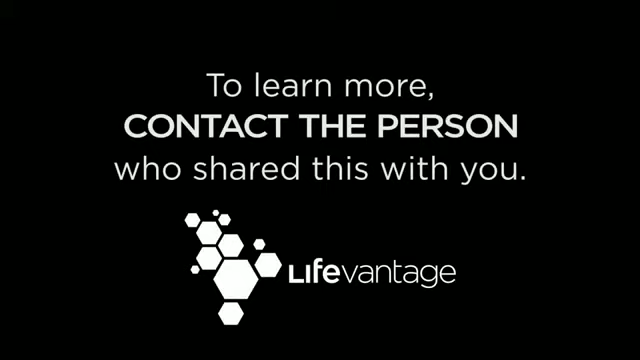 To learn more,
CONTACT THE PERSON
who shared this with you.
Lifevantage